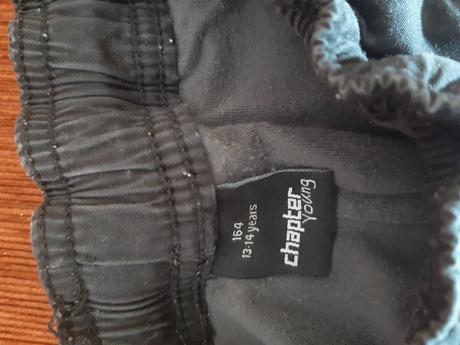 chapter
young
164
13-14 years